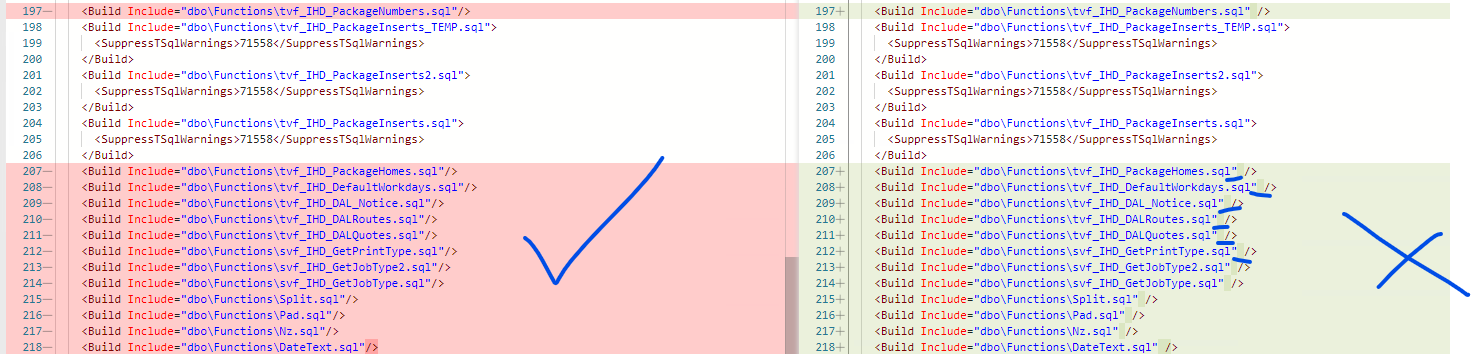 197— <Build Include="dbo\Functions\tvf_IHD_PackageNumbers.sql"/>
198 <Build Include="dbo\Functions\tvf_IHD_PackageInserts_TEMP.sql">
199 <SuppressTSqlWarnings>71558</SuppressTSqlWarnings>
200 </Build>
201 <Build Include="dbo\Functions\tvf_IHD_PackageInserts2.sql">
202 <SuppressTSqlWarnings>71558</SuppressTSqlWarnings>
203 </Build>
204 <Build Include="dbo\Functions\tvf_IHD_PackageInserts.sql">
205 <SuppressTSqlWarnings>71558</SuppressTSqlWarnings>
206 </Build>
207— <Build Include="dbo\Functions\tvf_IHD_PackageHomes.sql"/>
208— <Build Include="dbo\Functions\tvf_IHD_DefaultWorkdays.sql"/>
209— <Build Include="dbo\Functions\tvf_IHD_DAL_Notice.sql"/>
210— <Build Include="dbo\Functions\tvf_IHD_DALRoutes.sql"/>
211— <Build Include="dbo\Functions\tvf_IHD_DALQuotes.sql"/>
212— <Build Include="dbo\Functions\svf_IHD_GetPrintType.sql"/>
213— <Build Include="dbo\Functions\svf_IHD_GetJobType2.sql"/>
214— <Build Include="dbo\Functions\svf_IHD_GetJobType.sql"/>
215— <Build Include="dbo\Functions\Split.sql"/>
216— <Build Include="dbo\Functions\Pad.sql"/>
217— <Build Include="dbo\Functions\Nz.sql"/>
218— <Build Include="dbo\Functions\DateText.sql"/>
197+ <Build Include="dbo\Functions\tvf_IHD_PackageNumbers.sql" />
198 <Build Include="dbo\Functions\tvf_IHD_PackageInserts_TEMP.sql">
199 <SuppressTSqlWarnings>71558</SuppressTSqlWarnings>
200 </Build>
201 <Build Include="dbo\Functions\tvf_IHD_PackageInserts2.sql">
202 <SuppressTSqlWarnings>71558</SuppressTSqlWarnings>
203 </Build>
204 <Build Include="dbo\Functions\tvf_IHD_PackageInserts.sql">
205 <SuppressTSqlWarnings>71558</SuppressTSqlWarnings>
206 </Build>
207+ <Build Include="dbo\Functions\tvf_IHD_PackageHomes.sql" />
208+ <Build Include="dbo\Functions\tvf_IHD_DefaultWorkdays.sql" />
209+ <Build Include="dbo\Functions\tvf_IHD_DAL_Notice.sql" />
210+ <Build Include="dbo\Functions\tvf_IHD_DALRoutes.sql" />
211+ <Build Include="dbo\Functions\tvf_IHD_DALQuotes.sql" />
212+ <Build Include="dbo\Functions\svf_IHD_GetPrintType.sql" />
213+ <Build Include="dbo\Functions\svf_IHD_GetJobType2.sql" />
214+ <Build Include="dbo\Functions\svf_IHD_GetJobType.sql" />
215+ <Build Include="dbo\Functions\Split.sql" />
216+ <Build Include="dbo\Functions\Pad.sql" />
217+ <Build Include="dbo\Functions\Nz.sql" />
218+ <Build Include="dbo\Functions\DateText.sql" />